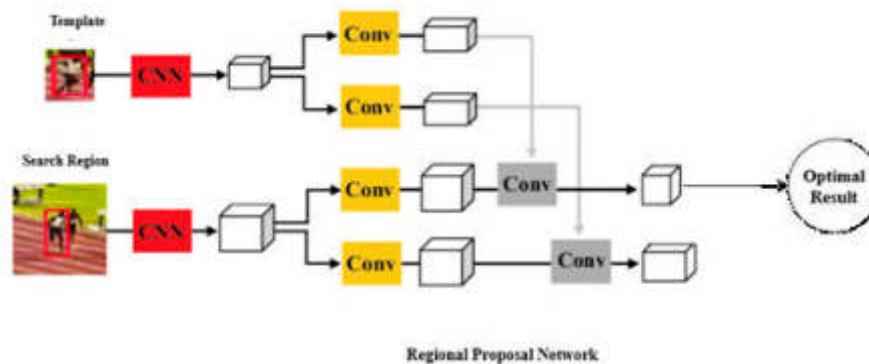 Template
CNN
Conv
Conv
Search Region
CNN
Conv
Conv
Conv
Conv
Optimal
Result
Regional Proposal Network